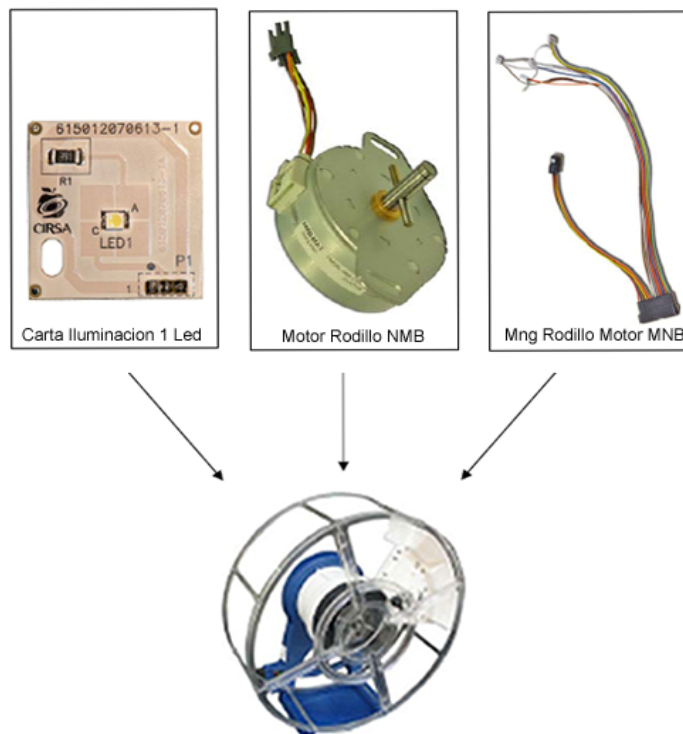 615012070613-1
R1
A
C
CIRSA
LED1
P1
1
Carta Iluminacion 1 Led
Motor Rodillo NMB
Mng Rodillo Motor MNB